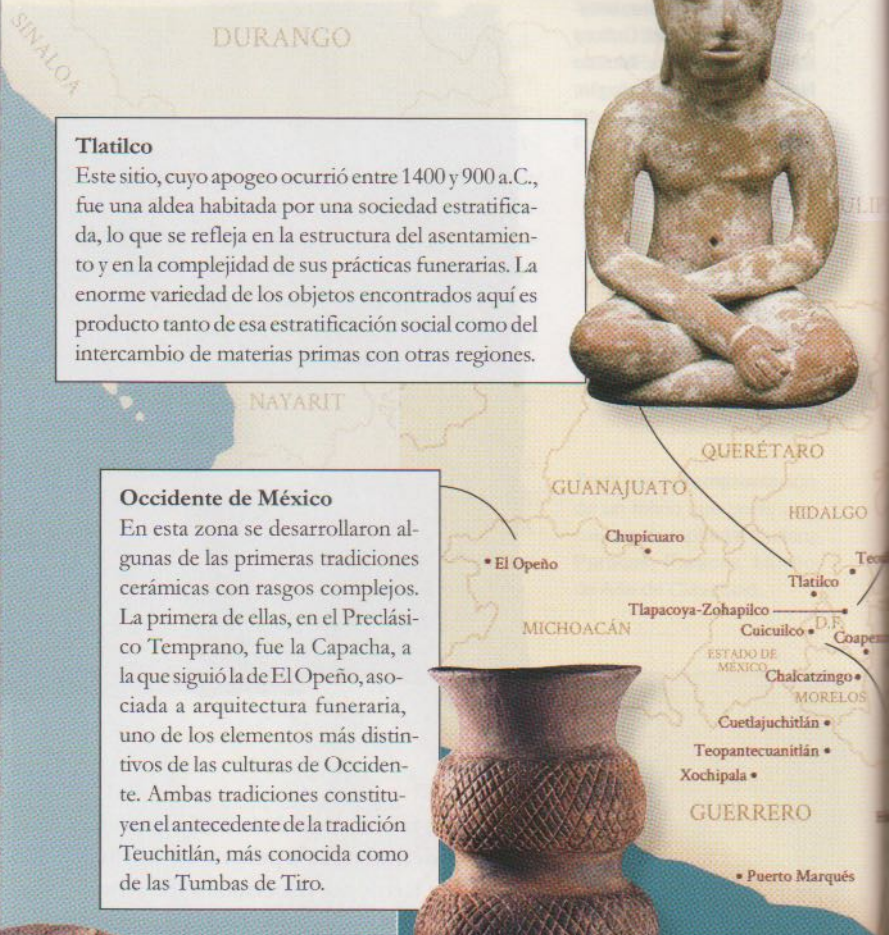 SINALOA
DURANGO
Tlatilco
Este sitio, cuyo apogeo ocurrió entre 1400 y 900 a.C.,
fue una aldea habitada por una sociedad estratifica-
da, lo que se refleja en la estructura del asentamien-
to y en la complejidad de sus prácticas funerarias. La
enorme variedad de los objetos encontrados aquí es
producto tanto de esa estratificación social como del
intercambio de materias primas con otras regiones.
NAYARIT
QUERÉTARO
GUANAJUATO
HIDALGO
Occidente de México
En esta zona se desarrollaron al-
gunas de las primeras tradiciones
cerámicas con rasgos complejos.
La primera de ellas, en el Preclási-
co Temprano, fue la Capacha, a
la que siguió la de El Opeño, aso-
ciada a arquitectura funeraria,
uno de los elementos más distin-
tivos de las culturas de Occiden-
te. Ambas tradiciones constitu-
yen el antecedente de la tradición
Teuchitlán, más conocida como
de las Tumbas de Tiro.
Chupícuaro
El Opeño
Tlatilco
Tlapacoya-Zohapilco
MICHOACÁN
Cuicuilco
D.F.
ESTADO DE
MÉXICO
Chalcatzingo
MORELOS
Cuetlajuchitlán
Teopantecuanitlán
Xochipala
GUERRERO
Puerto Marqués